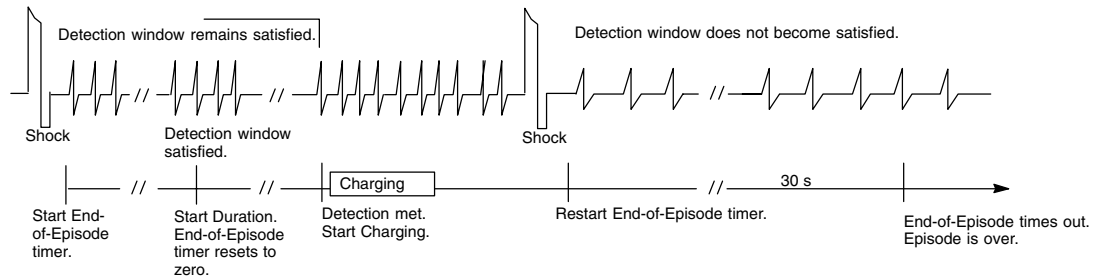 Detection window remains satisfied.
Detection window does not become satisfied.
Shock
Detection window
satisfied.
Shock
Charging
30 s
Start End-
of-Episode
timer.
Start Duration.
End-of-Episode
timer resets to
zero.
Detection met.
Start Charging.
Restart End-of-Episode timer.
End-of-Episode times out.
Episode is over.